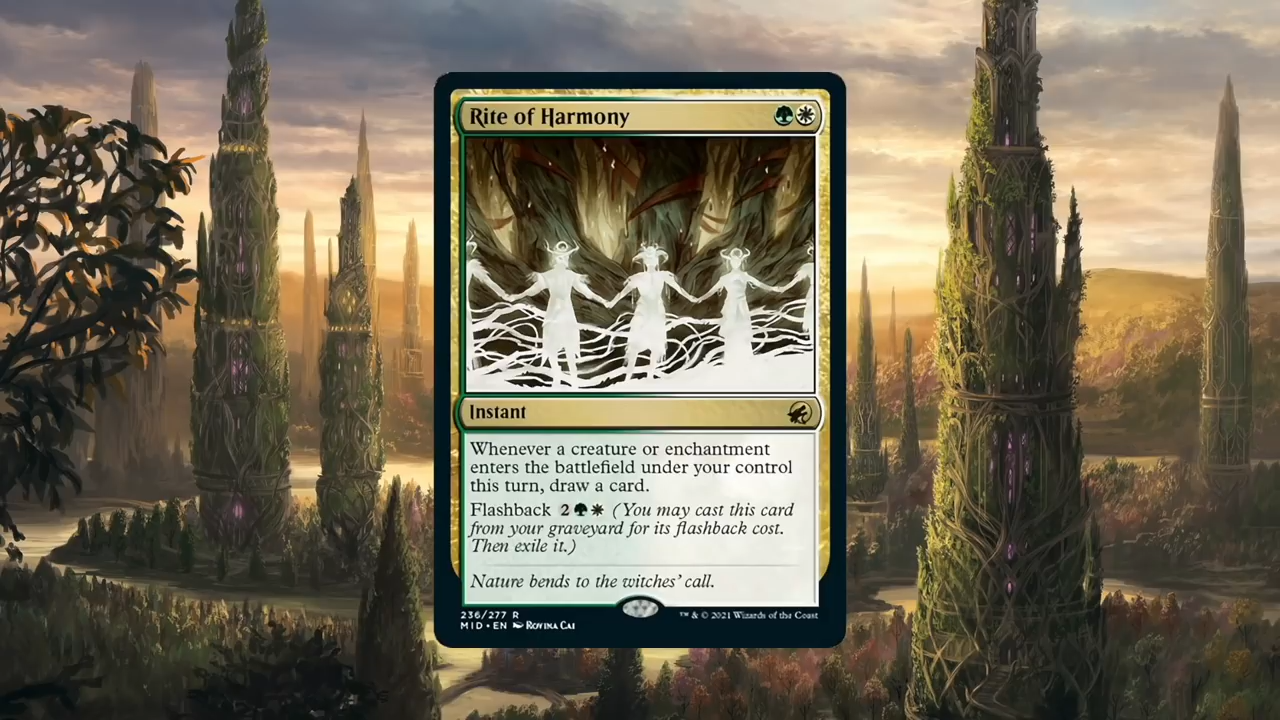 Rite of Harmony
Instant
Whenever a creature or enchantment
enters the battlefield under your control
this turn, draw a card.
Flashback 2 (You may cast this card
from your graveyard for its flashback cost.
Then exile it.)
Nature bends to the witches' call.
236/277 R
MID • EN Rovina Cai
™ & © 2021 Wizards of the Coast